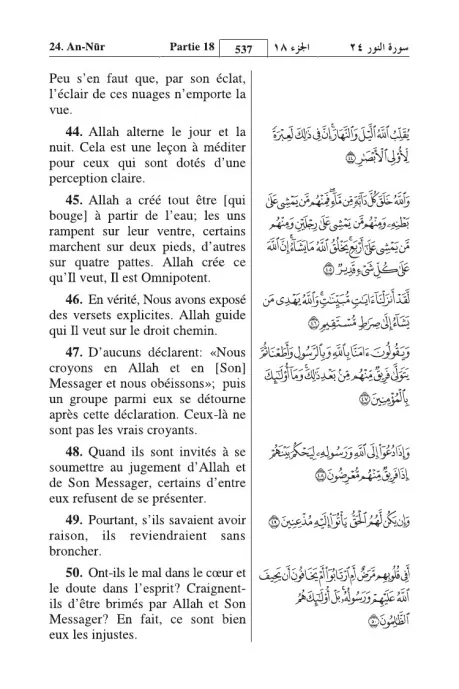 24. An-Nūr Partie 18 537 الجزء ١٨ سورة النور ٢٤
Peu s’en faut que, par son éclat,
l’éclair de ces nuages n’emporte la
vue.
44. Allah alterne le jour et la
nuit. Cela est une leçon à méditer
pour ceux qui sont dotés d’une
perception claire.
45. Allah a créé tout être [qui
bouge] à partir de l’eau; les uns
rampent sur leur ventre, certains
marchent sur deux pieds, d’autres
sur quatre pattes. Allah crée ce
qu’Il veut, Il est Omnipotent.
46. En vérité, Nous avons exposé
des versets explicites. Allah guide
qui Il veut sur le droit chemin.
47. D’aucuns déclarent: «Nous
croyons en Allah et en [Son]
Messager et nous obéissons»; puis
un groupe parmi eux se détourne
après cette déclaration. Ceux-là ne
sont pas les vrais croyants.
48. Quand ils sont invités à se
soumettre au jugement d’Allah et
de Son Messager, certains d’entre
eux refusent de se présenter.
49. Pourtant, s’ils savaient avoir
raison, ils reviendraient sans
broncher.
50. Ont-ils le mal dans le cœur et
le doute dans l’esprit? Craignent-
ils d’être brimés par Allah et Son
Messager? En fait, ce sont bien
eux les injustes.
يُقَلِّبُ ٱللَّهُ ٱلَّيْلَ وَٱلنَّهَارَ إِنَّ فِى ذَٰلِكَ لَعِبْرَةً
لِّأُو۟لِى ٱلْأَبْصَٰرِ ٤٤
وَٱللَّهُ خَلَقَ كُلَّ دَآبَّةٍ مِّن مَّآءٍ فَمِنْهُم مَّن يَمْشِى عَلَىٰ
بَطْنِهِۦ وَمِنْهُم مَّن يَمْشِى عَلَىٰ رِجْلَيْنِ وَمِنْهُم
مَّن يَمْشِى عَلَىٰٓ أَرْبَعٍ يَخْلُقُ ٱللَّهُ مَا يَشَآءُ إِنَّ ٱللَّهَ
عَلَىٰ كُلِّ شَىْءٍ قَدِيرٌ ٤٥
لَّقَدْ أَنزَلْنَآ ءَايَٰتٍ مُّبَيِّنَٰتٍ وَٱللَّهُ يَهْدِى مَن
يَشَآءُ إِلَىٰ صِرَٰطٍ مُّسْتَقِيمٍ ٤٦
وَيَقُولُونَ ءَامَنَّا بِٱللَّهِ وَبِٱلرَّسُولِ وَأَطَعْنَا ثُمَّ
يَتَوَلَّىٰ فَرِيقٌ مِّنْهُم مِّنۢ بَعْدِ ذَٰلِكَ وَمَآ أُو۟لَٰٓئِكَ
بِٱلْمُؤْمِنِينَ ٤٧
وَإِذَا دُعُوٓا۟ إِلَى ٱللَّهِ وَرَسُولِهِۦ لِيَحْكُمَ بَيْنَهُمْ
إِذَا فَرِيقٌ مِّنْهُم مُّعْرِضُونَ ٤٨
وَإِن يَكُن لَّهُمُ ٱلْحَقُّ يَأْتُوٓا۟ إِلَيْهِ مُذْعِنِينَ ٤٩
أَفِى قُلُوبِهِم مَّرَضٌ أَمِ ٱرْتَابُوٓا۟ أَمْ يَخَافُونَ أَن يَحِيفَ
ٱللَّهُ عَلَيْهِمْ وَرَسُولُهُۥ بَلْ أُو۟لَٰٓئِكَ هُمُ
ٱلظَّٰلِمُونَ ٥٠